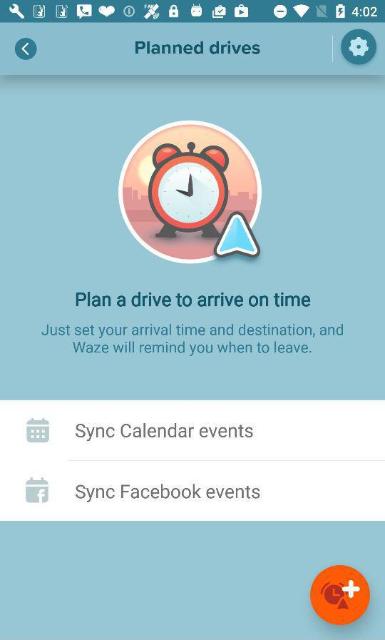 4:02
Planned drives
Plan a drive to arrive on time
Just set your arrival time and destination, and
Waze will remind you when to leave.
Sync Calendar events
Sync Facebook events